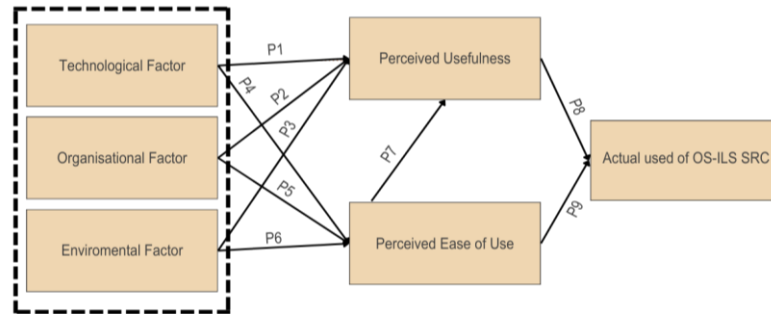 Technological Factor
Organisational Factor
Enviromental Factor
P1
P4
P2
P3
P5
P6
Perceived Usefulness
P7
Perceived Ease of Use
P8
P9
Actual used of OS-ILS SRC